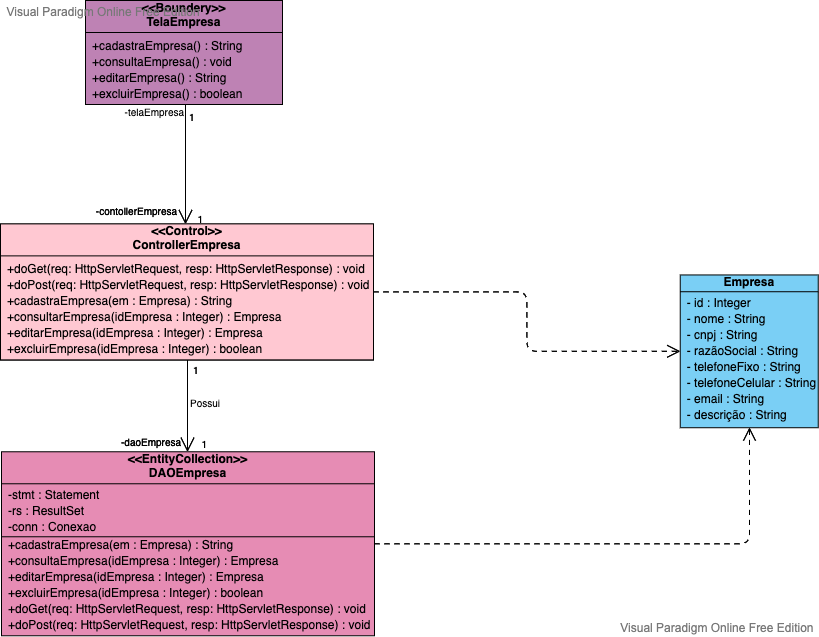 Visual Paradigm Online Free Edition
<<Boundery>>
TelaEmpresa
+cadastraEmpresa() : String
+consultaEmpresa() : void
+editarEmpresa() : String
+excluirEmpresa() : boolean
-telaEmpresa
1
-contollerEmpresa
1
<<Control>>
ControllerEmpresa
+doGet(req: HttpServletRequest, resp: HttpServletResponse) : void
+doPost(req: HttpServletRequest, resp: HttpServletResponse) : void
+cadastraEmpresa(em : Empresa) : String
+consultarEmpresa(idEmpresa : Integer) : Empresa
+editarEmpresa(idEmpresa : Integer) : Empresa
+excluirEmpresa(idEmpresa : Integer) : boolean
Empresa
- id : Integer
- nome : String
- cnpj : String
- razãoSocial : String
- telefoneFixo : String
- telefoneCelular : String
- email : String
- descrição : String
1
Possui
-daoEmpresa
1
<<EntityCollection>>
DAOEmpresa
-stmt : Statement
-rs : ResultSet
-conn : Conexao
+cadastraEmpresa(em : Empresa) : String
+consultaEmpresa(idEmpresa : Integer) : Empresa
+editarEmpresa(idEmpresa : Integer) : Empresa
+excluirEmpresa(idEmpresa : Integer) : boolean
+doGet(req: HttpServletRequest, resp: HttpServletResponse) : void
+doPost(req: HttpServletRequest, resp: HttpServletResponse) : void
Visual Paradigm Online Free Edition